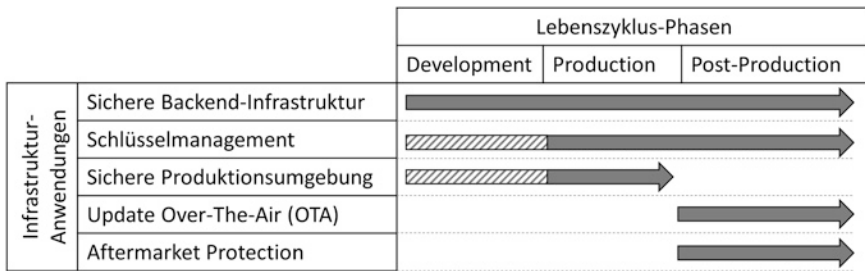 Lebenszyklus-Phasen
Development Production Post-Production
Infrastruktur-
Anwendungen
Sichere Backend-Infrastruktur
Schlüsselmanagement
Sichere Produktionsumgebung
Update Over-The-Air (OTA)
Aftermarket Protection